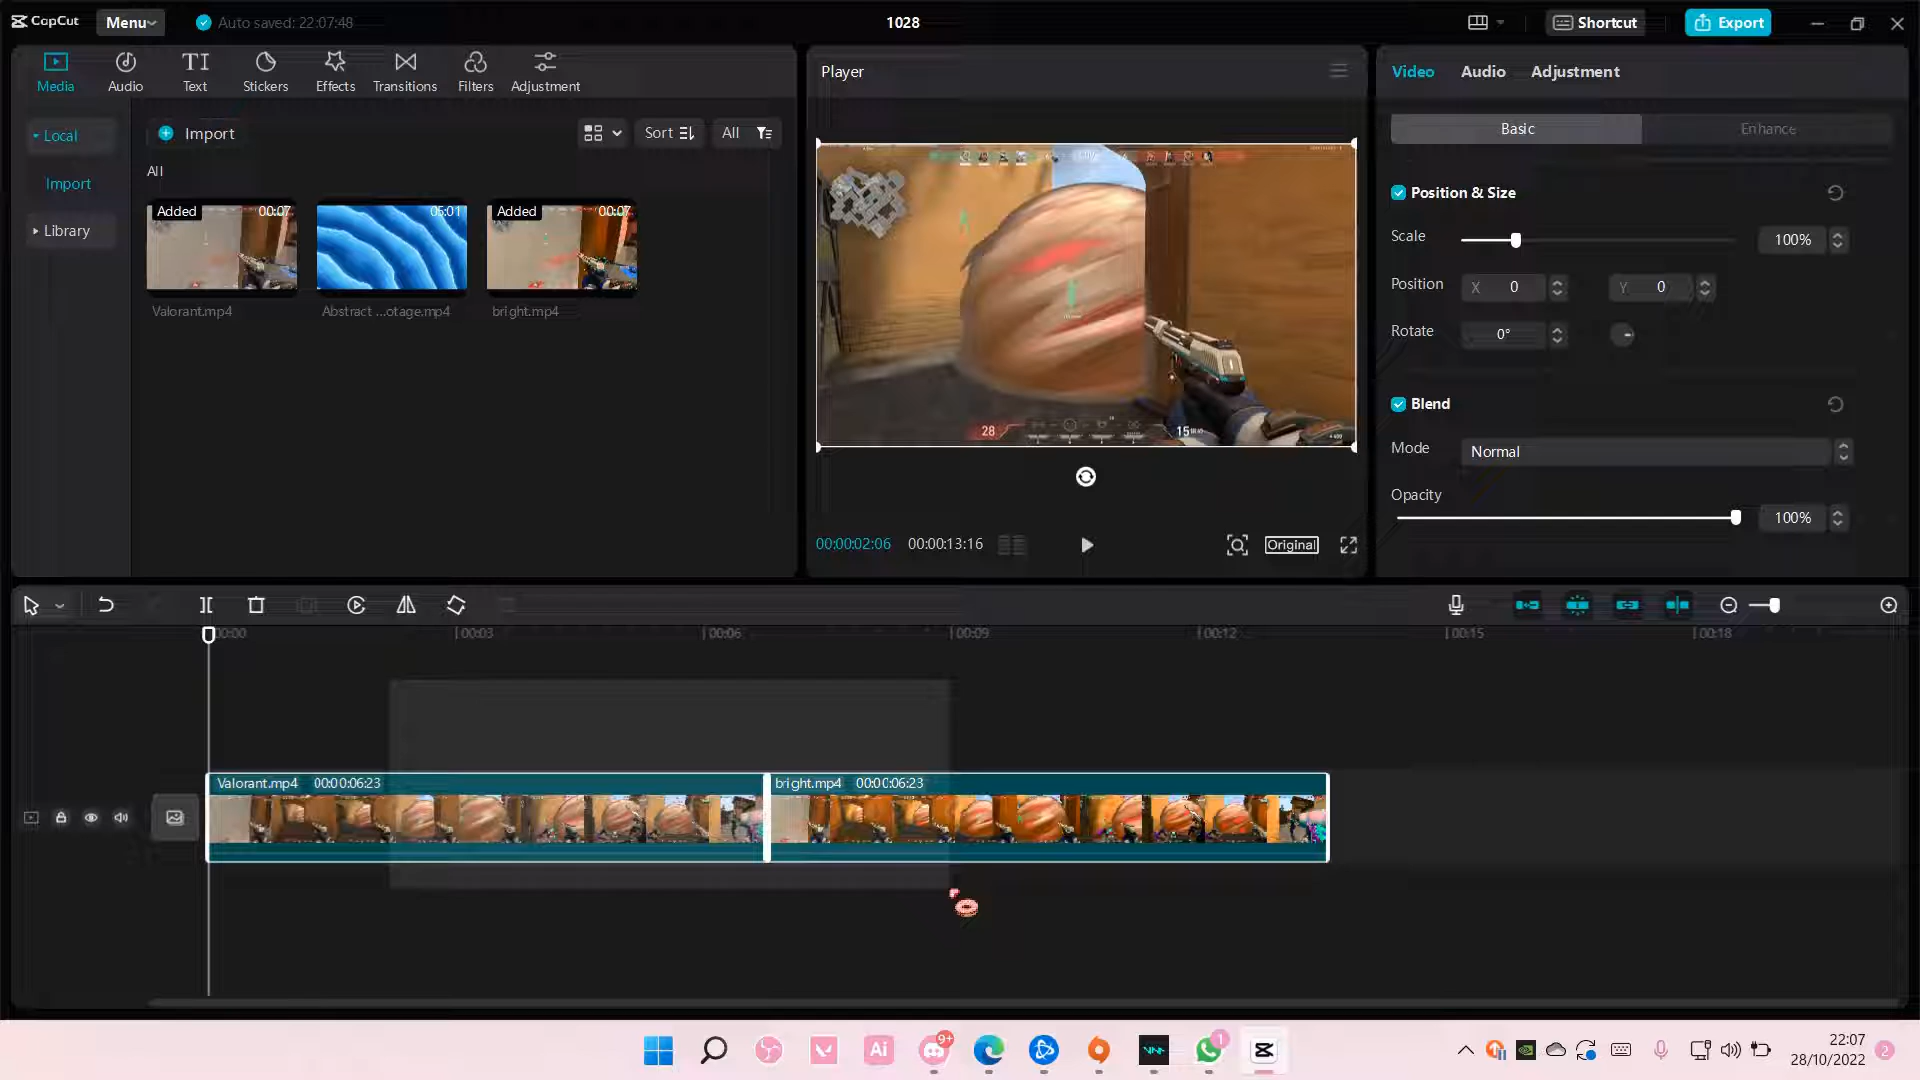 CapCut
Menu
Auto saved: 22:07:48
1028
Shortcut
Export
Media
Audio
Text
Stickers
Effects
Transitions
Filters
Adjustment
Local
Import
Library
Import
Sort
All
All
Added
00:07
05:01
Added
00:07
Valorant.mp4
Abstract ...otage.mp4
bright.mp4
Player
28
15
00:00:02:06
00:00:13:16
Original
Video
Audio
Adjustment
Basic
Enhance
Position & Size
Scale
100%
Position
X 0
Y 0
Rotate
0°
Blend
Mode
Normal
Opacity
100%
00:00
00:03
00:06
00:09
00:12
00:15
00:18
Valorant.mp4 00:00:06:23
bright.mp4 00:00:06:23
Ai
9+
1
22:07
28/10/2022
2